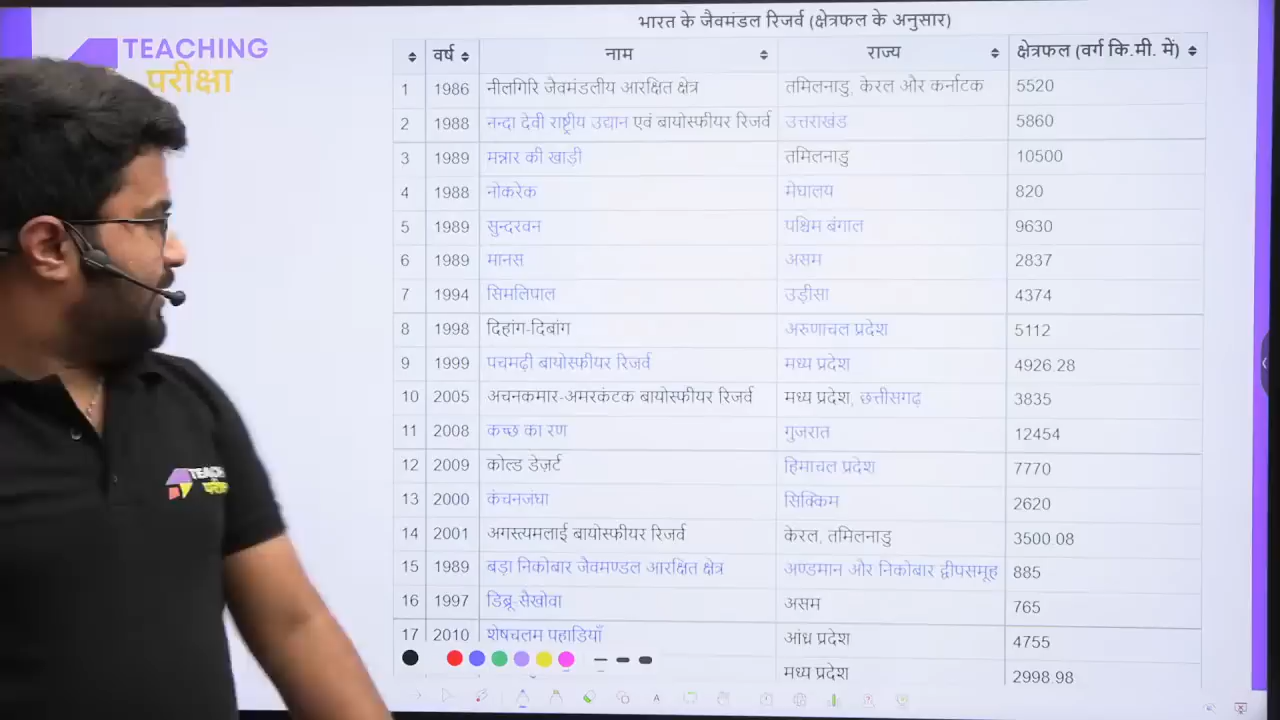 TEACHING
परीक्षा
भारत के जैवमंडल रिजर्व (क्षेत्रफल के अनुसार)
वर्ष नाम राज्य क्षेत्रफल (वर्ग कि.मी. में)
1 1986 नीलगिरि जैवमंडलीय आरक्षित क्षेत्र तमिलनाडु, केरल और कर्नाटक 5520
2 1988 नन्दा देवी राष्ट्रीय उद्यान एवं बायोस्फीयर रिजर्व उत्तराखंड 5860
3 1989 मन्नार की खाड़ी तमिलनाडु 10500
4 1988 नोकरेक मेघालय 820
5 1989 सुन्दरवन पश्चिम बंगाल 9630
6 1989 मानस असम 2837
7 1994 सिमलिपाल उड़ीसा 4374
8 1998 दिहांग-दिबांग अरुणाचल प्रदेश 5112
9 1999 पचमढ़ी बायोस्फीयर रिजर्व मध्य प्रदेश 4926.28
10 2005 अचनकमार-अमरकंटक बायोस्फीयर रिजर्व मध्य प्रदेश, छत्तीसगढ़ 3835
11 2008 कच्छ का रण गुजरात 12454
12 2009 कोल्ड डेज़र्ट हिमाचल प्रदेश 7770
13 2000 कंचनजंघा सिक्किम 2620
14 2001 अगस्त्यमलाई बायोस्फीयर रिजर्व केरल, तमिलनाडु 3500 08
15 1989 बड़ा निकोबार जैवमण्डल आरक्षित क्षेत्र अण्डमान और निकोबार द्वीपसमूह 885
16 1997 डिब्रू-सैखोवा असम 765
17 2010 शेषचलम पहाड़ियाँ आंध्र प्रदेश 4755
मध्य प्रदेश 2998.98